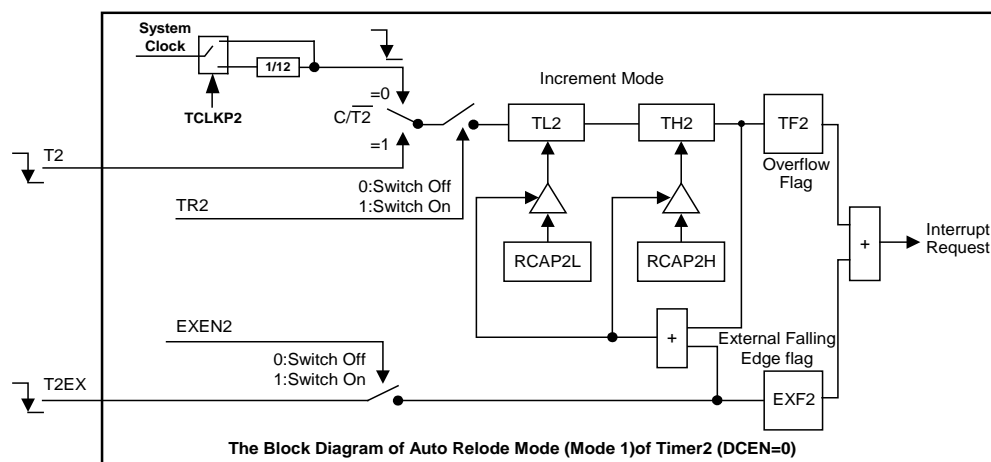 System
Clock
1/12
TCLKP2
=0
C/T2
=1
Increment Mode
TL2
TH2
TF2
Overflow
Flag
T2
0:Switch Off
1:Switch On
TR2
RCAP2L
RCAP2H
+
Interrupt
Request
EXEN2
0:Switch Off
1:Switch On
+
External Falling
Edge flag
T2EX
EXF2
The Block Diagram of Auto Relode Mode (Mode 1)of Timer2 (DCEN=0)